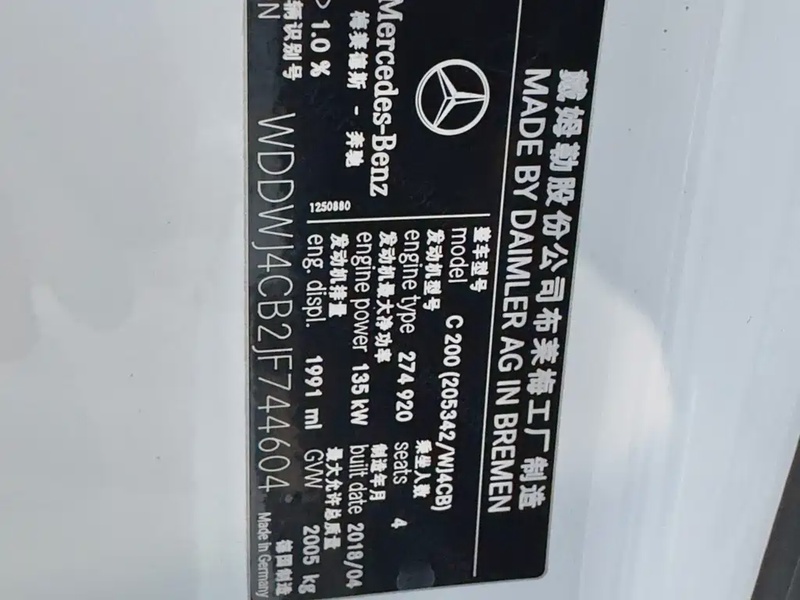 戴姆勒股份公司布莱梅工厂制造
MADE BY DAIMLER AG IN BREMEN
Mercedes-Benz
梅赛德斯 - 奔驰
1250880
整车型号
model C 200 (205342/WJ4CB)
发动机型号 乘坐人数
engine type 274 920 seats 4
发动机最大净功率 制造年月
engine power 135 kW built date 2018/04
发动机排量 最大允许总质量
eng. displ. 1991 ml GVW 2005 kg
1.0 %
辆识别号 德国制造
IN WDDWJ4CB2JF744604 Made in Germany